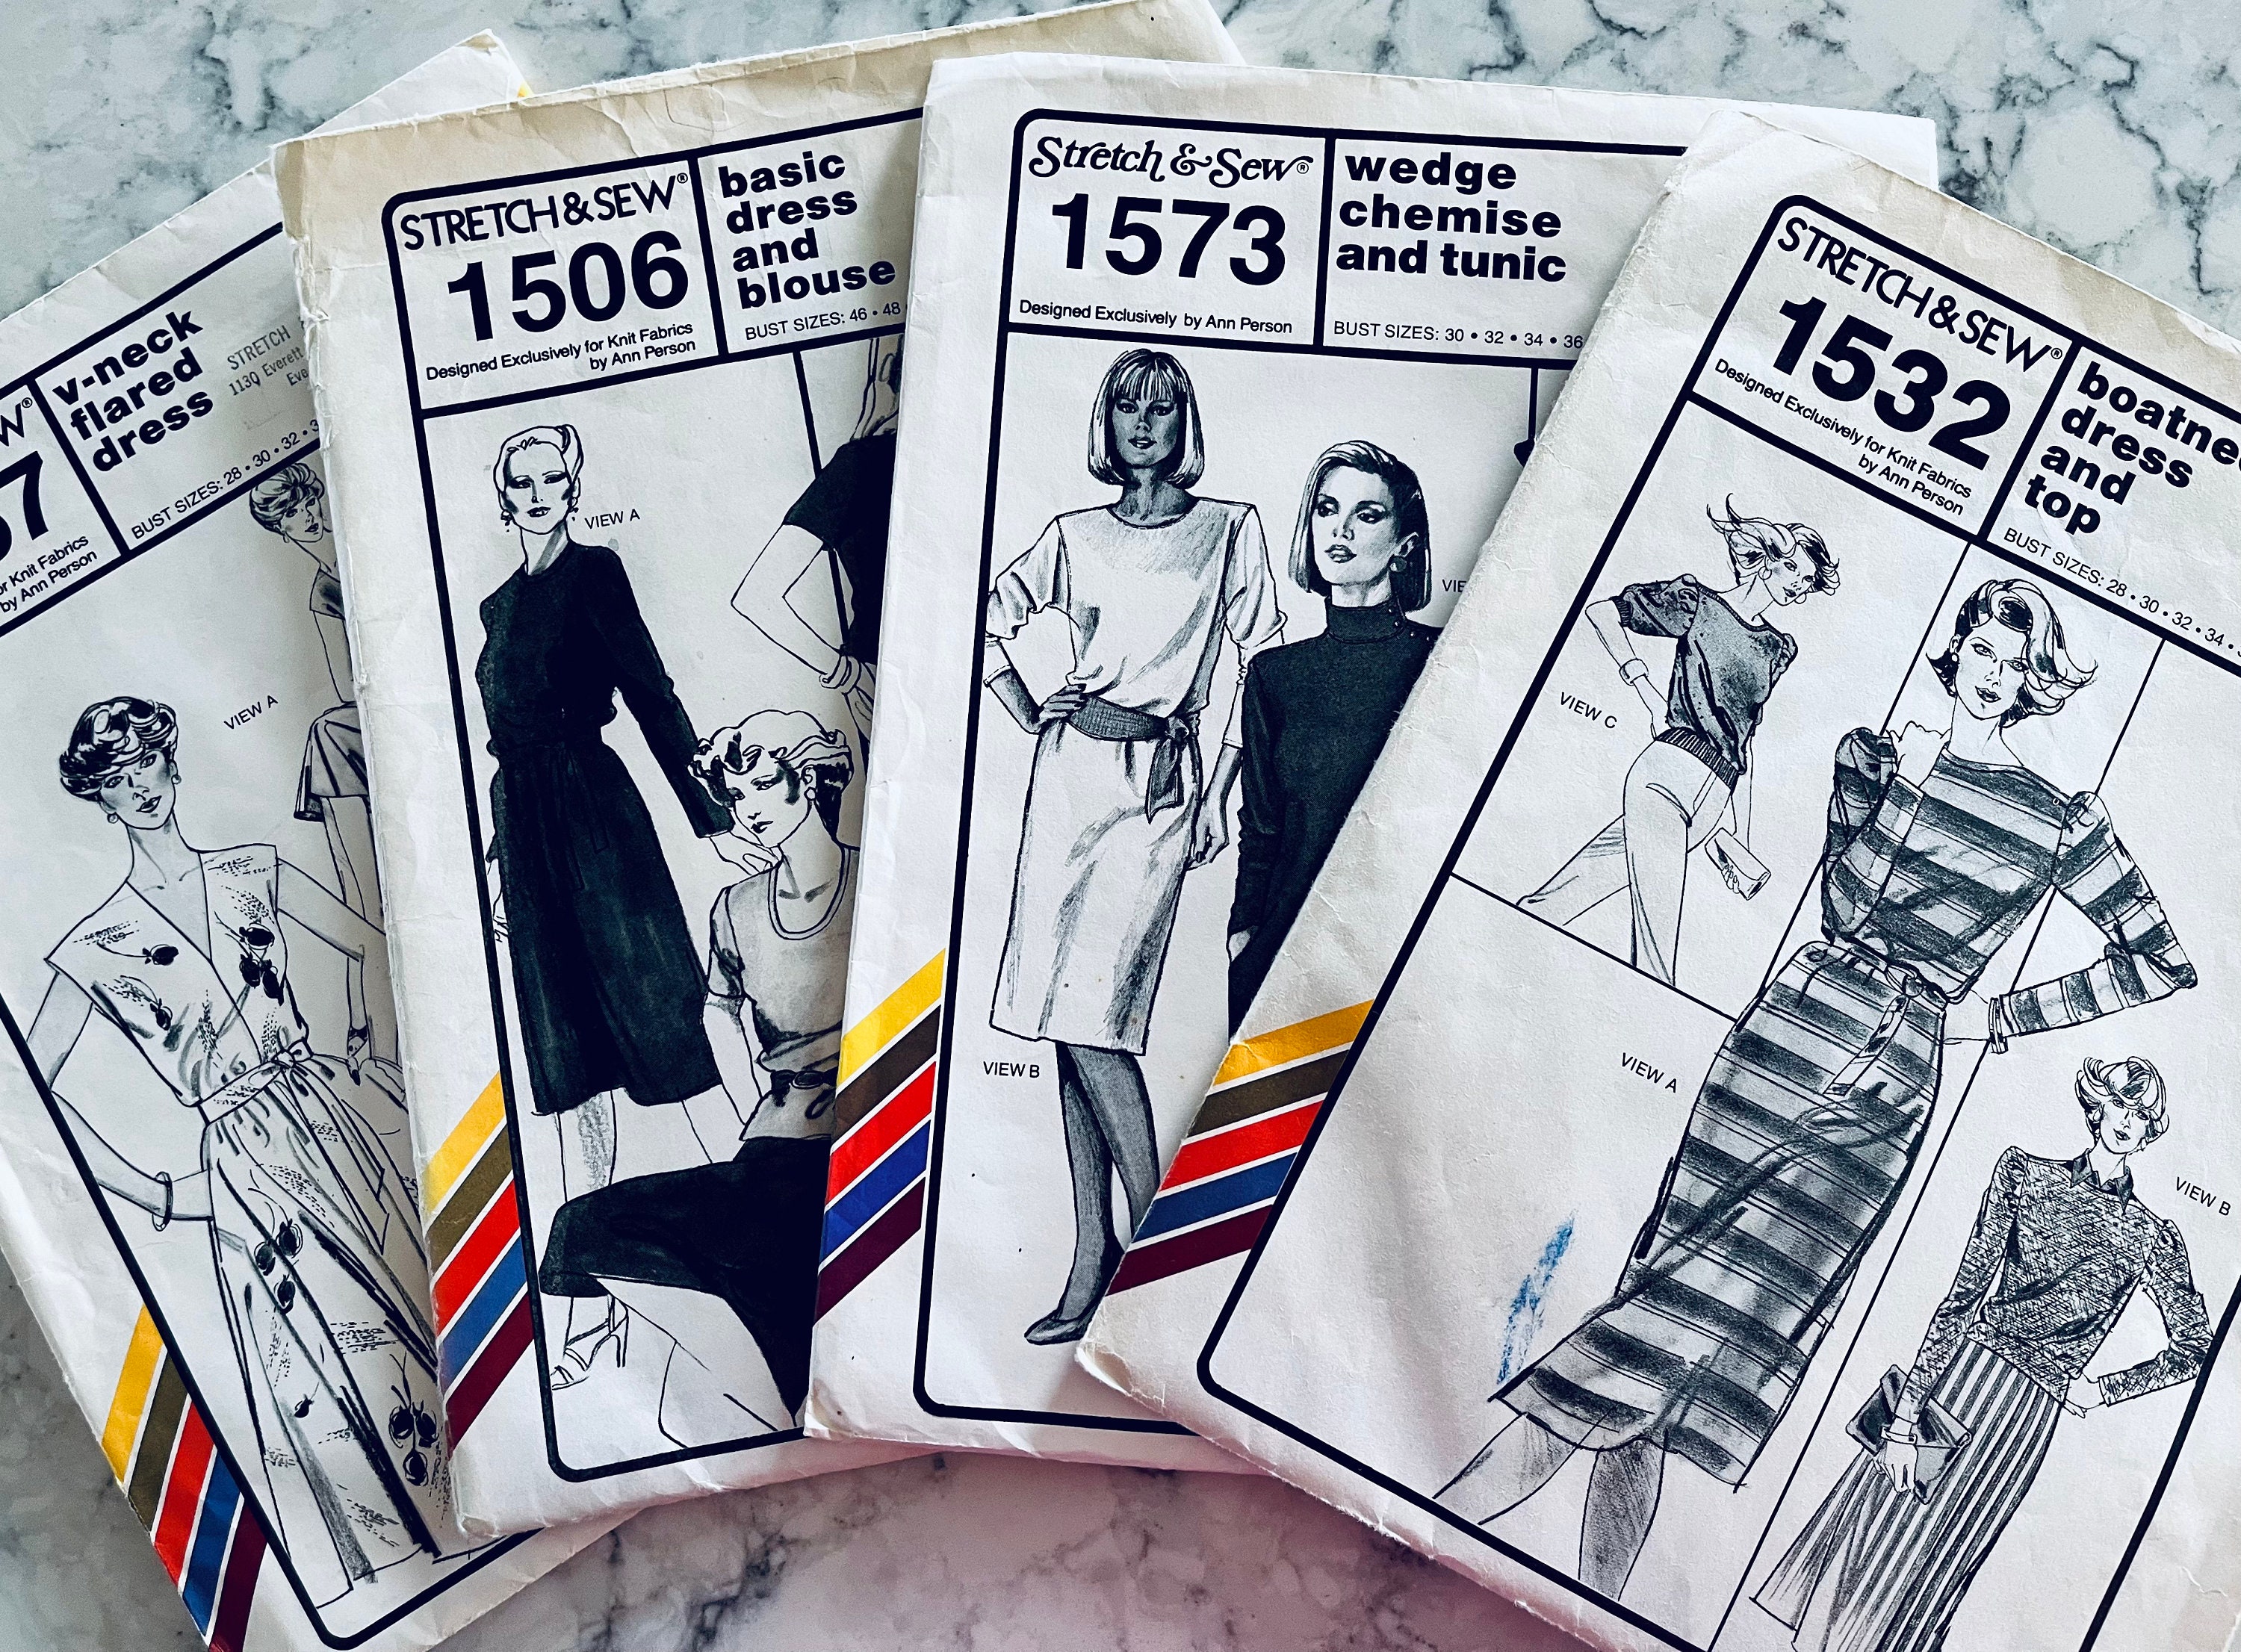 v-neck
flared
dress
STRETCH
1130 Everett
BUST SIZES: 28 • 30 • 32 •
Knit Fabrics
by Ann Person
VIEW A
STRETCH & SEW®
1506
Designed Exclusively for Knit Fabrics
by Ann Person
basic
dress
and
blouse
BUST SIZES: 46 • 48
VIEW A
Stretch & Sew®
1573
Designed Exclusively by Ann Person
wedge
chemise
and tunic
BUST SIZES: 30 • 32 • 34 • 36
VIEW B
STRETCH & SEW®
1532
Designed Exclusively for Knit Fabrics
by Ann Person
dress
and
top
BUST SIZES: 28 • 30 • 32 • 34 •
VIEW C
VIEW A
VIEW B